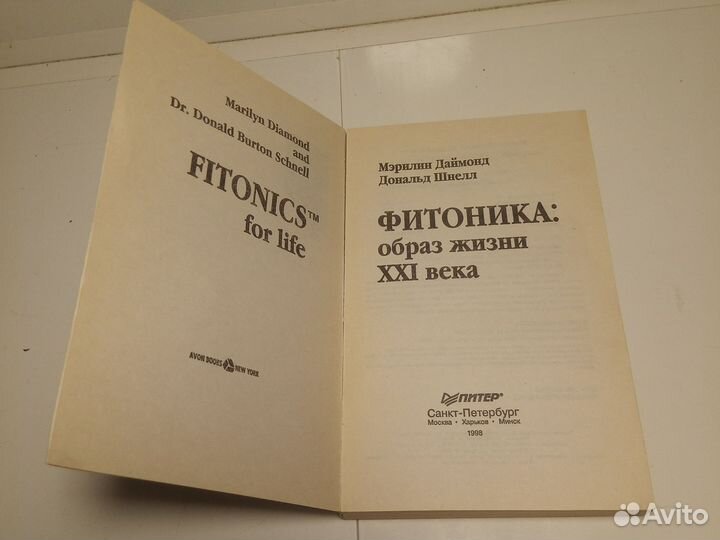 Marilyn Diamond
and
Dr. Donald Burton Schnell
FITONICS™
for life
AVON BOOKS NEW YORK
Мэрилин Даймонд
Дональд Шнелл
ФИТОНИКА:
образ жизни
XXI века
ПИТЕР®
Санкт-Петербург
Москва • Харьков • Минск
1998
Avito